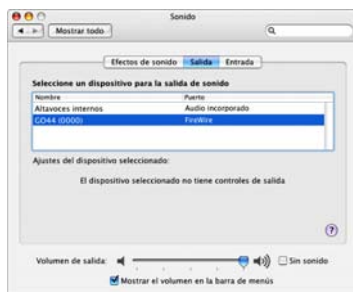 Sonido
Mostrar todo
Efectos de sonido Salida Entrada
Seleccione un dispositivo para la salida de sonido
Nombre Puerto
Altavoces internos Audio incorporado
GO44 (0000) FireWire
Ajustes del dispositivo seleccionado:
El dispositivo seleccionado no tiene controles de salida
?
Volumen de salida: Sin sonido
Mostrar el volumen en la barra de menús